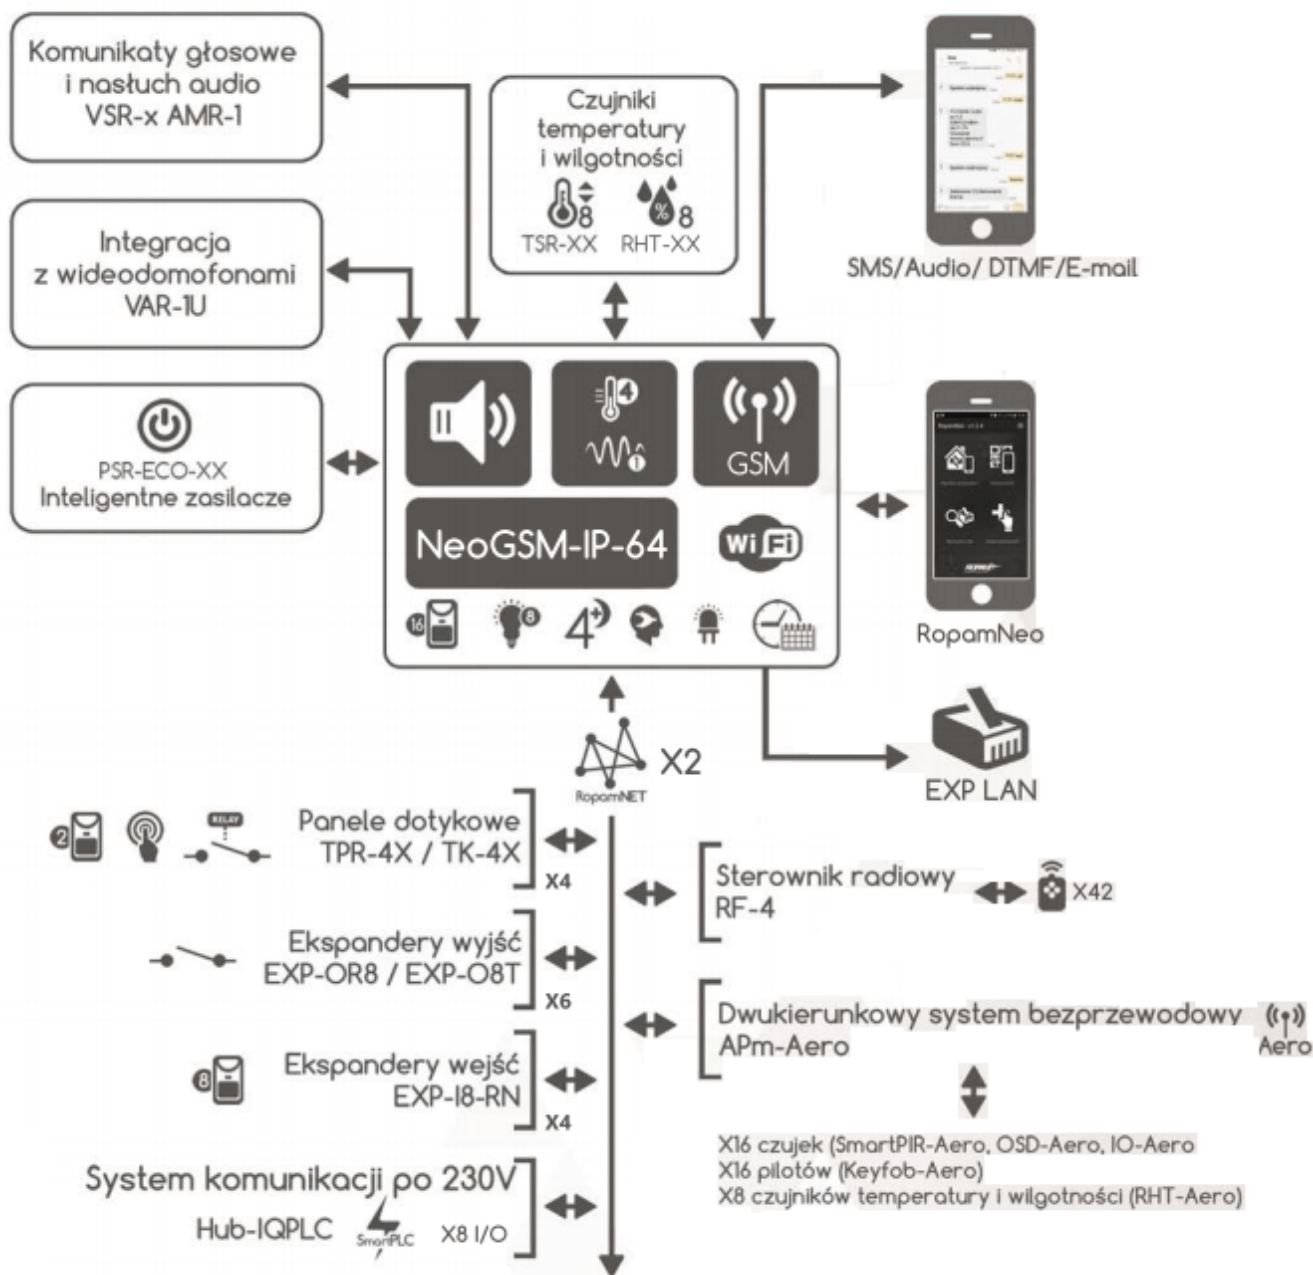 Komunikaty głosowe
i nasłuch audio
VSR-x AMR-1
Czujniki
temperatury
i wilgotności
8
%
8
TSR-XX
RHT-XX
SMS/Audio/ DTMF/E-mail
Integracja
z wideodomofonami
VAR-1U
PSR-ECO-XX
Inteligentne zasilacze
4
1
GSM
NeoGSM-IP-64
WiFi
16
8
4
RopamNeo
EXP LAN
RopamNET
X2
2
RELAY
Panele dotykowe
TPR-4X / TK-4X
X4
Sterownik radiowy
RF-4
X42
Ekspandery wyjść
EXP-OR8 / EXP-O8T
X6
Dwukierunkowy system bezprzewodowy
APm-Aero
Aero
8
Ekspandery wejść
EXP-I8-RN
X4
X16 czujek (SmartPIR-Aero, OSD-Aero, IO-Aero
X16 pilotów (Keyfob-Aero)
X8 czujników temperatury i wilgotności (RHT-Aero)
System komunikacji po 230V
Hub-IQPLC
SmartPLC
X8 I/O